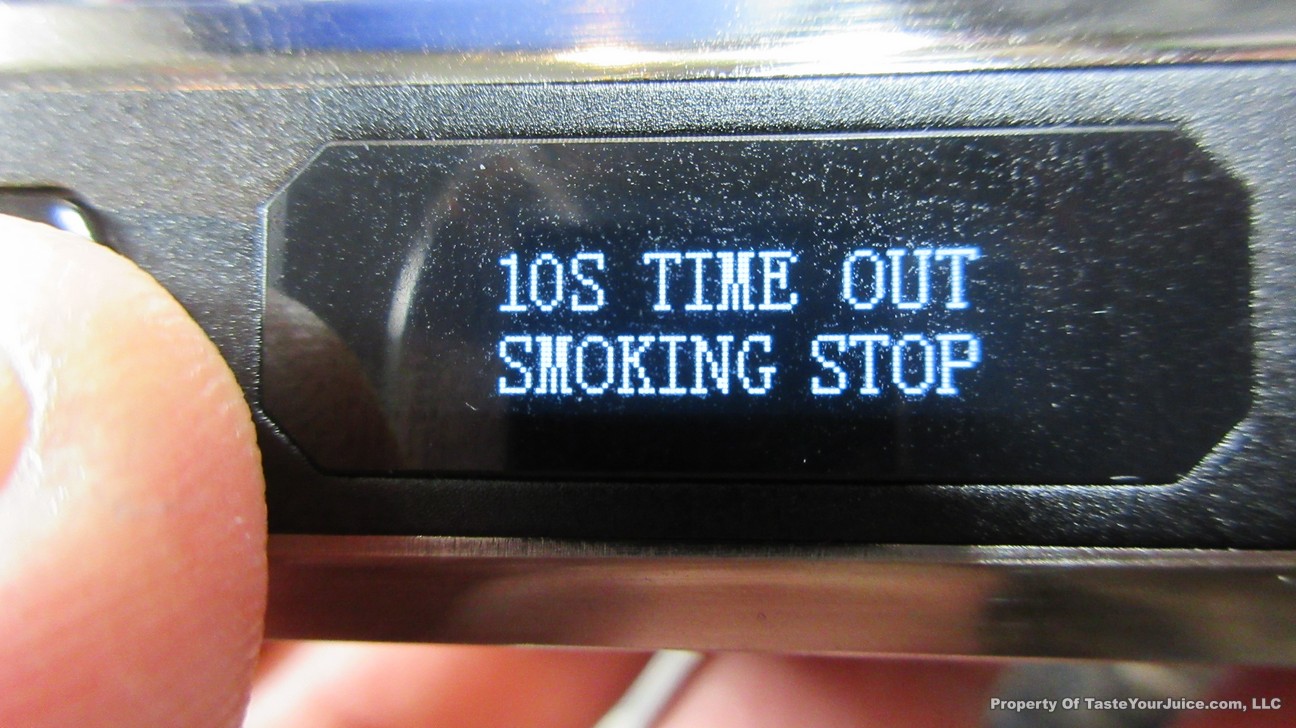 10S TIME OUT
SMOKING STOP
Property Of TasteYourJuice.com, LLC